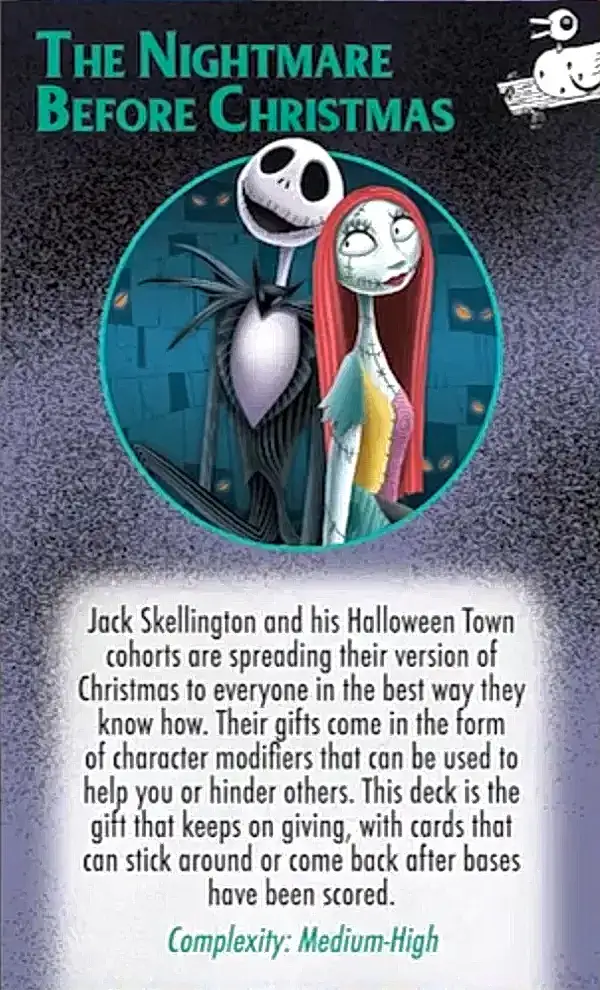 The Nightmare
Before Christmas
Jack Skellington and his Halloween Town
cohorts are spreading their version of
Christmas to everyone in the best way they
know how. Their gifts come in the form
of character modifiers that can be used to
help you or hinder others. This deck is the
gift that keeps on giving, with cards that
can stick around or come back after bases
have been scored.
Complexity: Medium-High